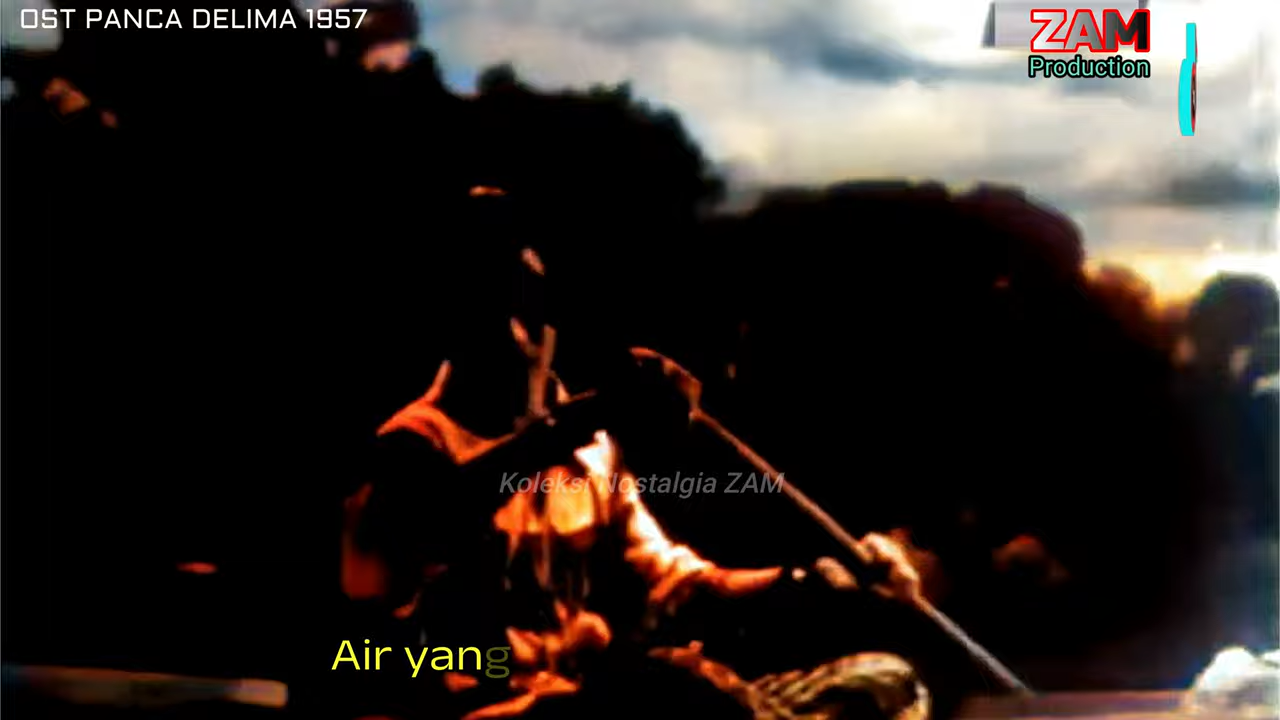 OST PANCA DELIMA 1957
ZAM
Production
Koleksi Nostalgia ZAM
Air yang